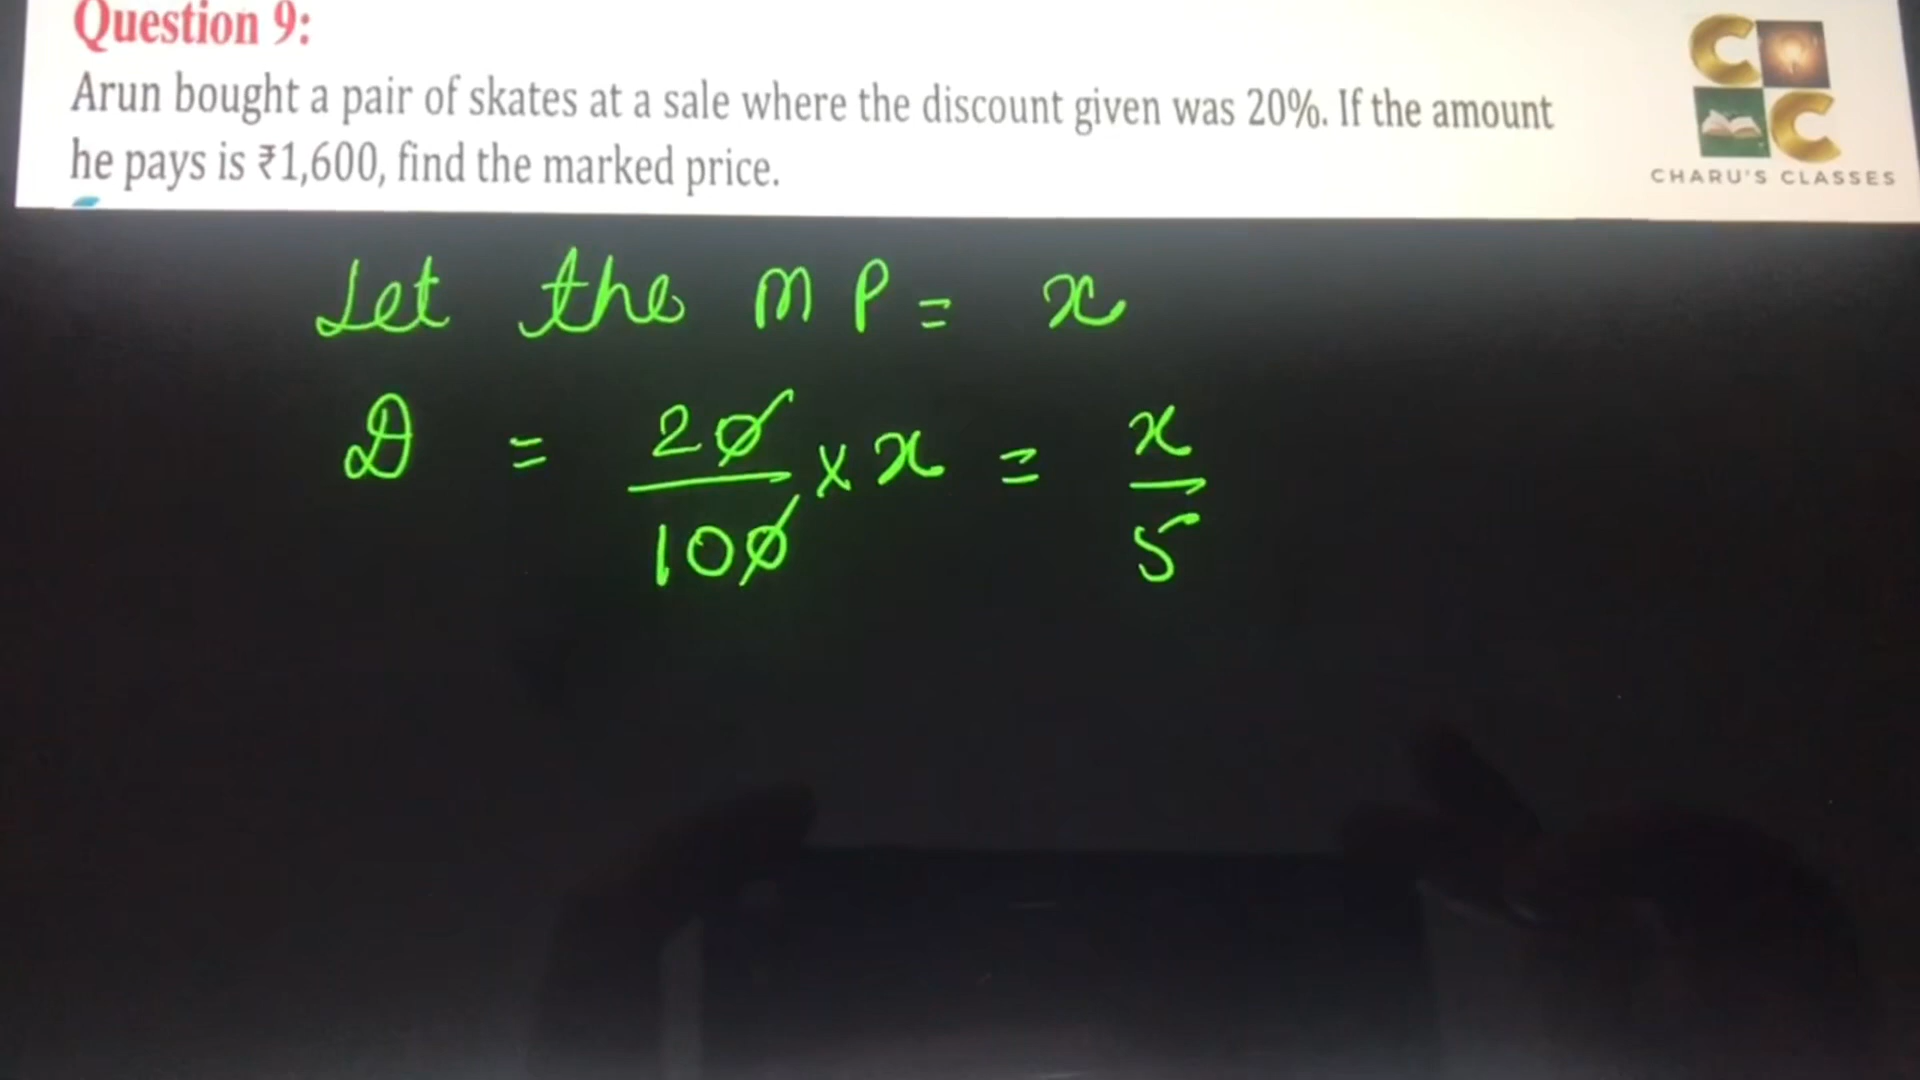 Question 9:
Arun bought a pair of skates at a sale where the discount given was 20%. If the amount
he pays is ₹1,600, find the marked price.
C
C
CHARU'S CLASSES
Let the MP = x
D = 20/100 × x = x/5